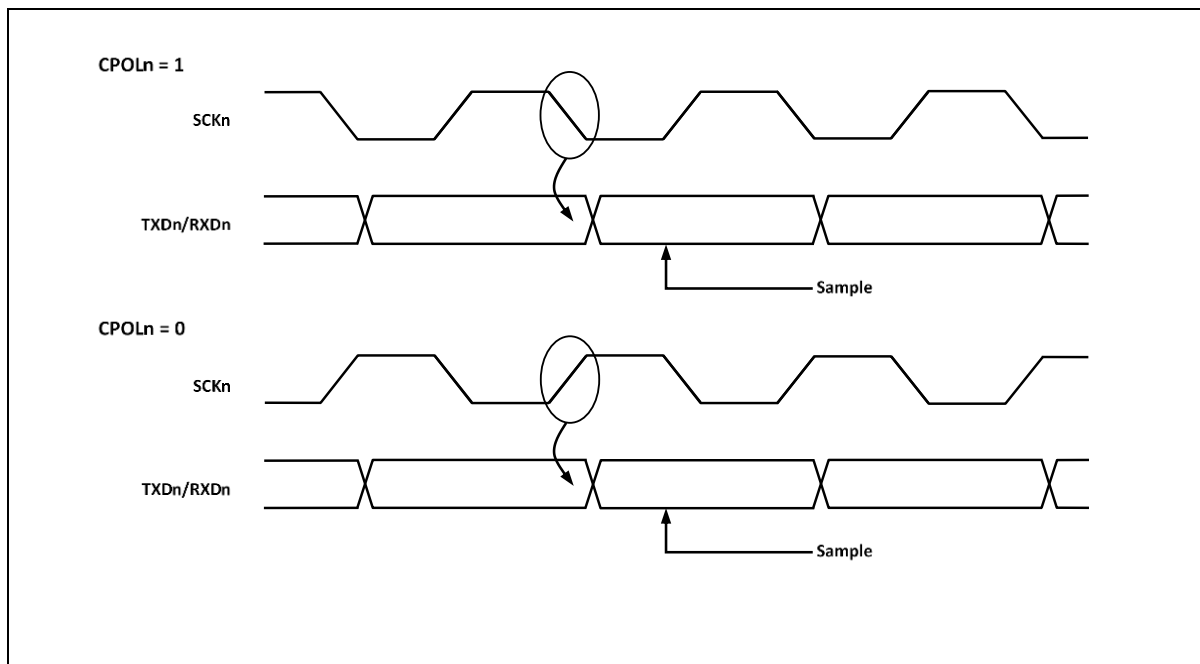 CPOLn = 1
SCKn
TXDn/RXDn
Sample
CPOLn = 0
SCKn
TXDn/RXDn
Sample